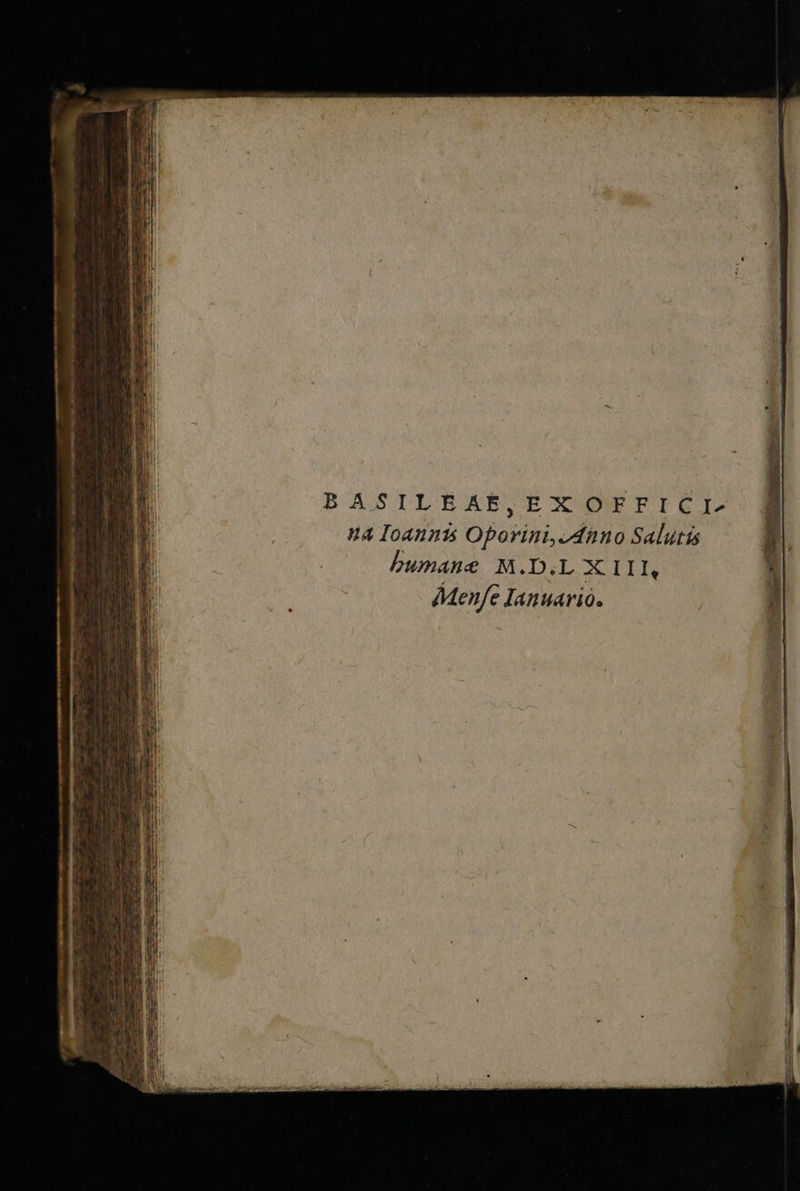 BASILEAE, EX OFFICI-
na Ioannis Oporini, Anno Salutis
humanæ M.D.LXIII,
Menſe Ianuario.